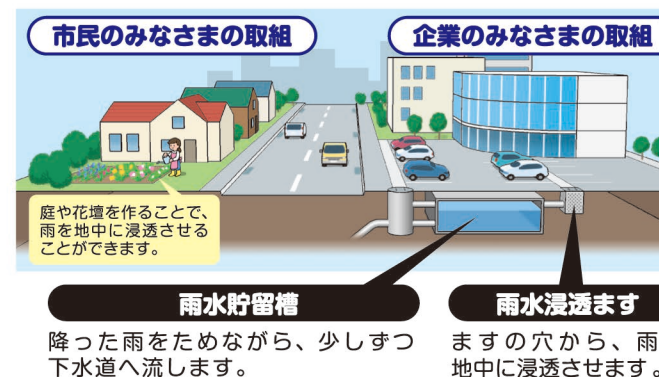 市民のみなさまの取組
企業のみなさまの取組
庭や花壇を作ることで、
雨を地中に浸透させる
ことができます。
雨水貯留槽
降った雨をためながら、少しずつ
下水道へ流します。
雨水浸透ます
ますの穴から、雨
地中に浸透させます。